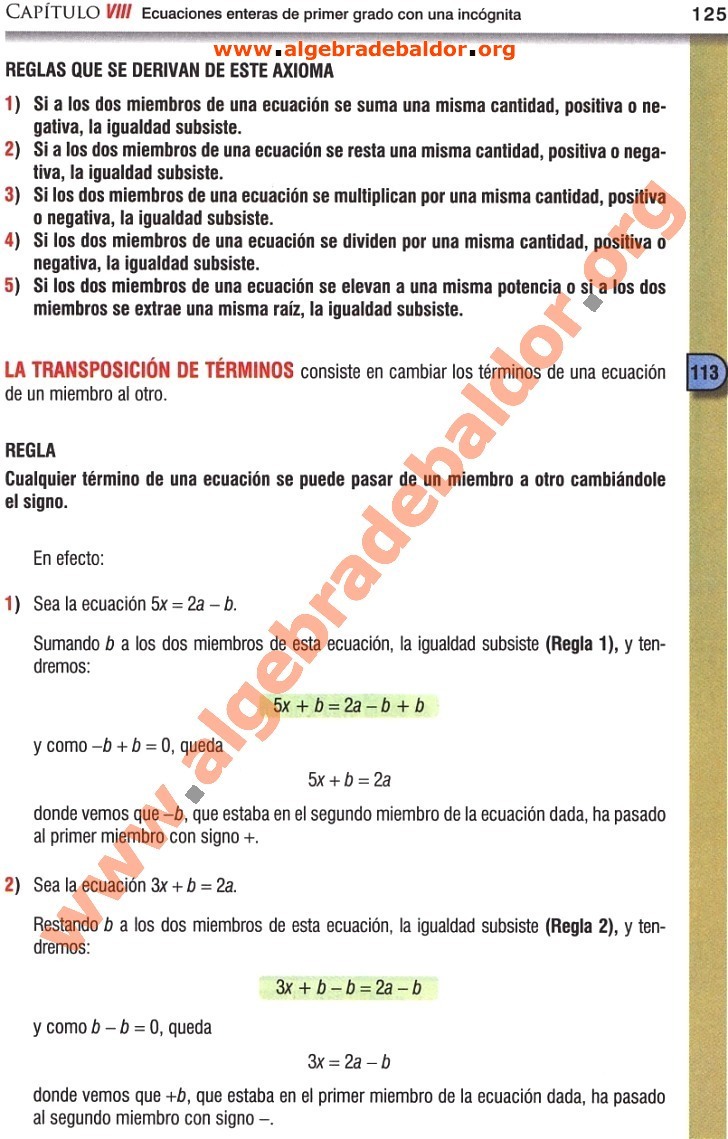 CAPÍTULO VIII Ecuaciones enteras de primer grado con una incógnita 125
www.algebradebaldor.org
REGLAS QUE SE DERIVAN DE ESTE AXIOMA
1) Si a los dos miembros de una ecuación se suma una misma cantidad, positiva o ne-
gativa, la igualdad subsiste.
2) Si a los dos miembros de una ecuación se resta una misma cantidad, positiva o nega-
tiva, la igualdad subsiste.
3) Si los dos miembros de una ecuación se multiplican por una misma cantidad, positiva
o negativa, la igualdad subsiste.
4) Si los dos miembros de una ecuación se dividen por una misma cantidad, positiva o
negativa, la igualdad subsiste.
5) Si los dos miembros de una ecuación se elevan a una misma potencia o si a los dos
miembros se extrae una misma raíz, la igualdad subsiste.
LA TRANSPOSICIÓN DE TÉRMINOS consiste en cambiar los términos de una ecuación
de un miembro al otro.
113
REGLA
Cualquier término de una ecuación se puede pasar de un miembro a otro cambiándole
el signo.
En efecto:
1) Sea la ecuación 5x = 2a – b.
Sumando b a los dos miembros de esta ecuación, la igualdad subsiste (Regla 1), y ten-
dremos:
5x + b = 2a – b + b
y como –b + b = 0, queda
5x + b = 2a
donde vemos que –b, que estaba en el segundo miembro de la ecuación dada, ha pasado
al primer miembro con signo +.
2) Sea la ecuación 3x + b = 2a.
Restando b a los dos miembros de esta ecuación, la igualdad subsiste (Regla 2), y ten-
dremos:
3x + b – b = 2a – b
y como b – b = 0, queda
3x = 2a – b
donde vemos que +b, que estaba en el primer miembro de la ecuación dada, ha pasado
al segundo miembro con signo –.
www.algebradebaldor.org